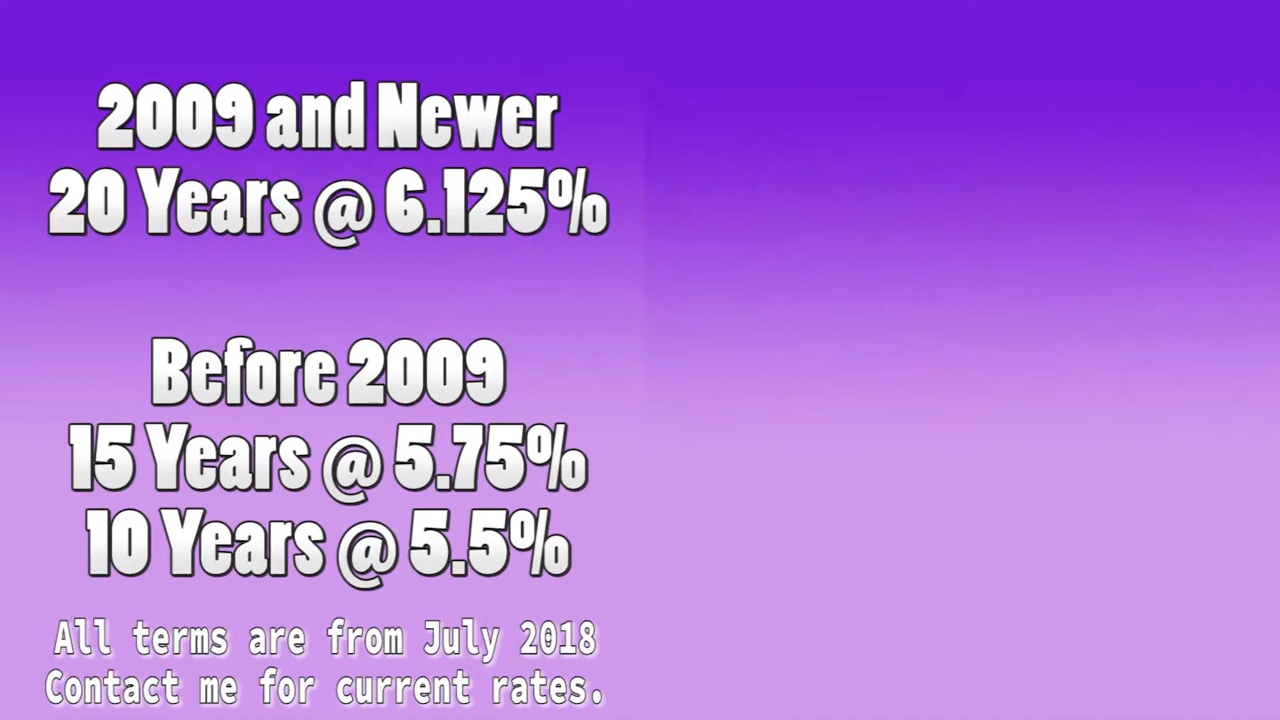 2009 and Newer
20 Years @ 6.125%
Before 2009
15 Years @ 5.75%
10 Years @ 5.5%
All terms are from July 2018
Contact me for current rates.